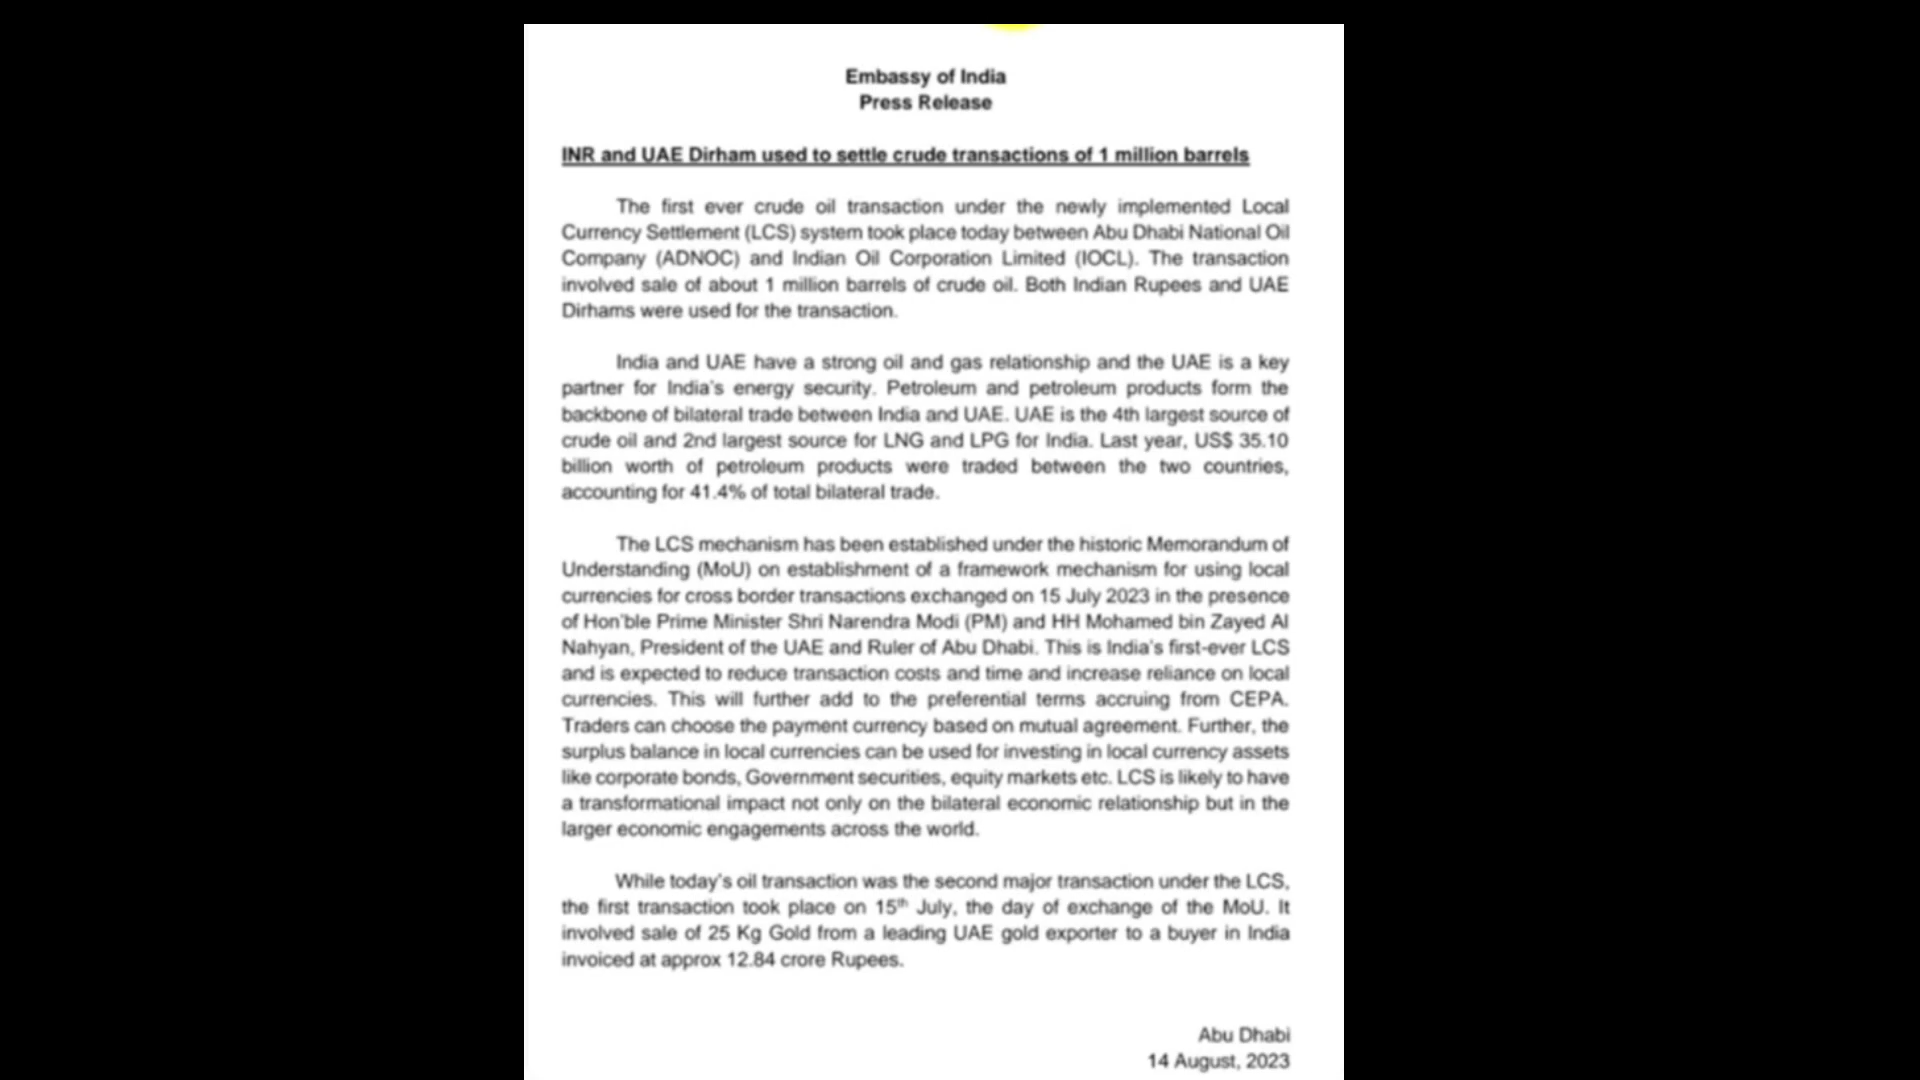 Embassy of India
Press Release
INR and UAE Dirham used to settle crude transactions of 1 million barrels
The first ever crude oil transaction under the newly implemented Local
Currency Settlement (LCS) system took place today between Abu Dhabi National Oil
Company (ADNOC) and Indian Oil Corporation Limited (IOCL). The transaction
involved sale of about 1 million barrels of crude oil. Both Indian Rupees and UAE
Dirhams were used for the transaction.
India and UAE have a strong oil and gas relationship and the UAE is a key
partner for India's energy security. Petroleum and petroleum products form the
backbone of bilateral trade between India and UAE. UAE is the 4th largest source of
crude oil and 2nd largest source for LNG and LPG for India. Last year, US$ 35.10
billion worth of petroleum products were traded between the two countries,
accounting for 41.4% of total bilateral trade.
The LCS mechanism has been established under the historic Memorandum of
Understanding (MoU) on establishment of a framework mechanism for using local
currencies for cross border transactions exchanged on 15 July 2023 in the presence
of Hon'ble Prime Minister Shri Narendra Modi (PM) and HH Mohamed bin Zayed Al
Nahyan, President of the UAE and Ruler of Abu Dhabi. This is India's first-ever LCS
and is expected to reduce transaction costs and time and increase reliance on local
currencies. This will further add to the preferential terms accruing from CEPA.
Traders can choose the payment currency based on mutual agreement. Further, the
surplus balance in local currencies can be used for investing in local currency assets
like corporate bonds, Government securities, equity markets etc. LCS is likely to have
a transformational impact not only on the bilateral economic relationship but in the
larger economic engagements across the world.
While today's oil transaction was the second major transaction under the LCS,
the first transaction took place on 15th July, the day of exchange of the MoU. It
involved sale of 25 Kg Gold from a leading UAE gold exporter to a buyer in India
invoiced at approx 12.84 crore Rupees.
Abu Dhabi
14 August, 2023